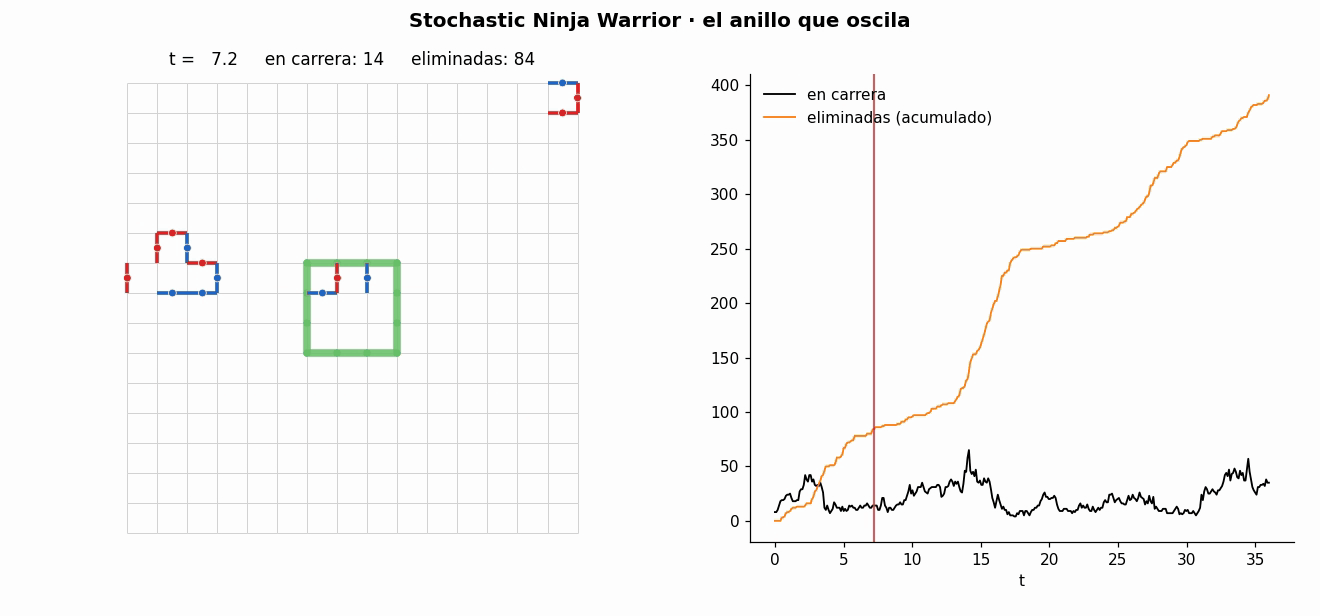 Stochastic Ninja Warrior · el anillo que oscila
t = 7.2 en carrera: 14 eliminadas: 84
en carrera
eliminadas (acumulado)
400
350
300
250
200
150
100
50
0
0 5 10 15 20 25 30 35
t